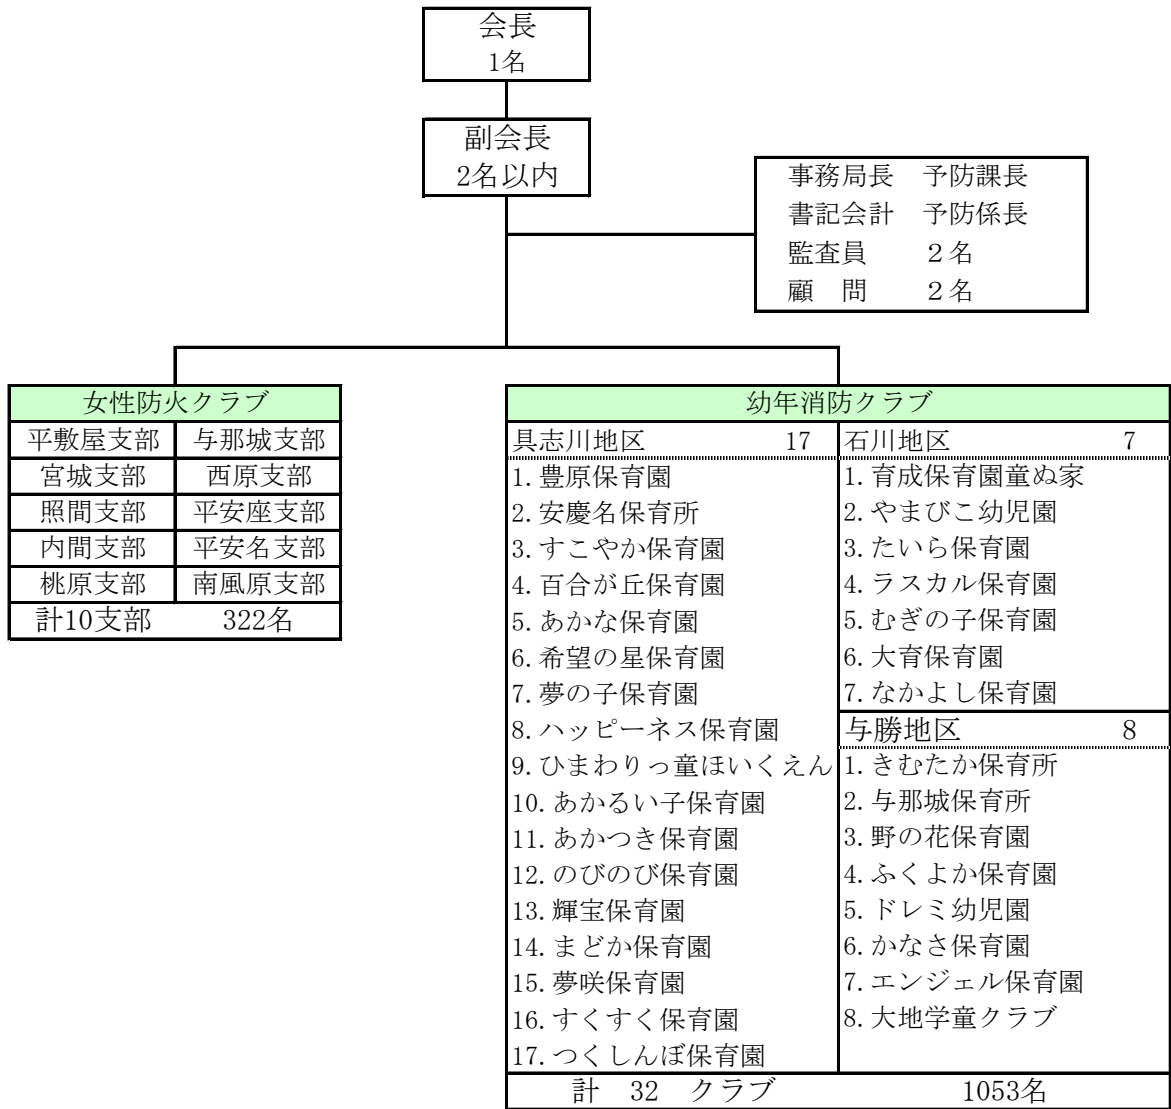 会長
1名
副会長
2名以内
事務局長　予防課長
書記会計　予防係長
監査員　２名
顧　問　２名
女性防火クラブ
平敷屋支部 与那城支部
宮城支部 西原支部
照間支部 平安座支部
内間支部 平安名支部
桃原支部 南風原支部
計10支部 322名
幼年消防クラブ
具志川地区 17
1.豊原保育園
2.安慶名保育所
3.すこやか保育園
4.百合が丘保育園
5.あかな保育園
6.希望の星保育園
7.夢の子保育園
8.ハッピーネス保育園
9.ひまわりっ童ほいくえん
10.あかるい子保育園
11.あかつき保育園
12.のびのび保育園
13.輝宝保育園
14.まどか保育園
15.夢咲保育園
16.すくすく保育園
17.つくしんぼ保育園
石川地区 7
1.育成保育園童ぬ家
2.やまびこ幼児園
3.たいら保育園
4.ラスカル保育園
5.むぎの子保育園
6.大育保育園
7.なかよし保育園
与勝地区 8
1.きむたか保育所
2.与那城保育所
3.野の花保育園
4.ふくよか保育園
5.ドレミ幼児園
6.かなさ保育園
7.エンジェル保育園
8.大地学童クラブ
計　32　クラブ 1053名